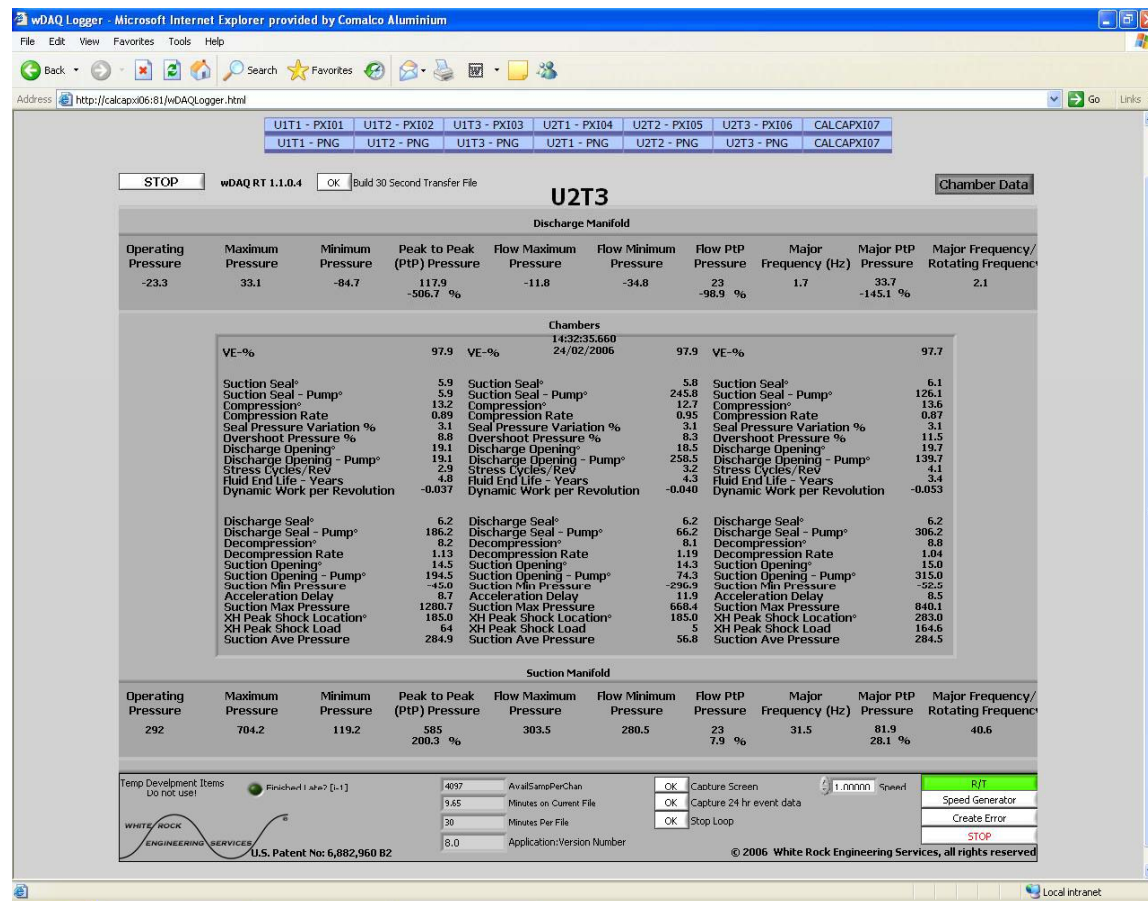 wDAQ Logger - Microsoft Internet Explorer provided by Comalco Aluminium
File Edit View Favorites Tools Help
Back Search Favorites
Address http://calcapxi06:81/wDAQLogger.html Go Links
U1T1 - PXI01 U1T2 - PXI02 U1T3 - PXI03 U2T1 - PXI04 U2T2 - PXI05 U2T3 - PXI06 CALCAPXI07
U1T1 - PNG U1T2 - PNG U1T3 - PNG U2T1 - PNG U2T2 - PNG U2T3 - PNG CALCAPXI07
STOP wDAQ RT 1.1.0.4 OK Build 30 Second Transfer File U2T3 Chamber Data
Discharge Manifold
Operating Maximum Minimum Peak to Peak Flow Maximum Flow Minimum Flow PtP Major Major PtP Major Frequency/
Pressure Pressure Pressure (PtP) Pressure Pressure Pressure Pressure Frequency (Hz) Pressure Rotating Frequenc
-23.3 33.1 -84.7 117.9 -11.8 -34.8 23 1.7 33.7 2.1
-506.7 % -98.9 % -145.1 %
Chambers
14:32:35.660
VE-% 97.9 VE-% 24/02/2006 97.9 VE-% 97.7
Suction Seal° 5.9 Suction Seal° 5.8 Suction Seal° 6.1
Suction Seal - Pump° 5.9 Suction Seal - Pump° 245.8 Suction Seal - Pump° 126.1
Compression° 13.2 Compression° 12.7 Compression° 13.6
Compression Rate 0.89 Compression Rate 0.95 Compression Rate 0.87
Seal Pressure Variation % 3.1 Seal Pressure Variation % 3.1 Seal Pressure Variation % 3.1
Overshoot Pressure % 8.8 Overshoot Pressure % 8.3 Overshoot Pressure % 11.5
Discharge Opening° 19.1 Discharge Opening° 18.5 Discharge Opening° 19.7
Discharge Opening - Pump° 19.1 Discharge Opening - Pump° 258.5 Discharge Opening - Pump° 139.7
Stress Cycles/Rev 2.9 Stress Cycles/Rev 3.2 Stress Cycles/Rev 4.1
Fluid End Life - Years 4.8 Fluid End Life - Years 4.3 Fluid End Life - Years 3.4
Dynamic Work per Revolution -0.037 Dynamic Work per Revolution -0.040 Dynamic Work per Revolution -0.053
Discharge Seal° 6.2 Discharge Seal° 6.2 Discharge Seal° 6.2
Discharge Seal - Pump° 186.2 Discharge Seal - Pump° 66.2 Discharge Seal - Pump° 306.2
Decompression° 8.2 Decompression° 8.1 Decompression° 8.8
Decompression Rate 1.13 Decompression Rate 1.19 Decompression Rate 1.04
Suction Opening° 14.5 Suction Opening° 14.3 Suction Opening° 15.0
Suction Opening - Pump° 194.5 Suction Opening - Pump° 74.3 Suction Opening - Pump° 315.0
Suction Min Pressure -45.0 Suction Min Pressure -296.9 Suction Min Pressure -52.5
Acceleration Delay 8.7 Acceleration Delay 11.9 Acceleration Delay 8.5
Suction Max Pressure 1280.7 Suction Max Pressure 668.4 Suction Max Pressure 840.1
XH Peak Shock Location° 185.0 XH Peak Shock Location° 185.0 XH Peak Shock Location° 283.0
XH Peak Shock Load 64 XH Peak Shock Load 5 XH Peak Shock Load 164.6
Suction Ave Pressure 284.9 Suction Ave Pressure 56.8 Suction Ave Pressure 284.5
Suction Manifold
Operating Maximum Minimum Peak to Peak Flow Maximum Flow Minimum Flow PtP Major Major PtP Major Frequency/
Pressure Pressure Pressure (PtP) Pressure Pressure Pressure Pressure Frequency (Hz) Pressure Rotating Frequenc
292 704.2 119.2 585 303.5 280.5 23 31.5 81.9 40.6
200.3 % 7.9 % 28.1 %
Temp Develpment Items
Do not use!
Finished Late? [i-1] 4097 AvailSampPerChan OK Capture Screen 1.00000 Speed R/T
9.65 Minutes on Current File OK Capture 24 hr event data Speed Generator
30 Minutes Per File OK Stop Loop Create Error
8.0 Application:Version Number STOP
WHITE ROCK
ENGINEERING SERVICES ®
U.S. Patent No: 6,882,960 B2 © 2006 White Rock Engineering Services, all rights reserved
Local intranet